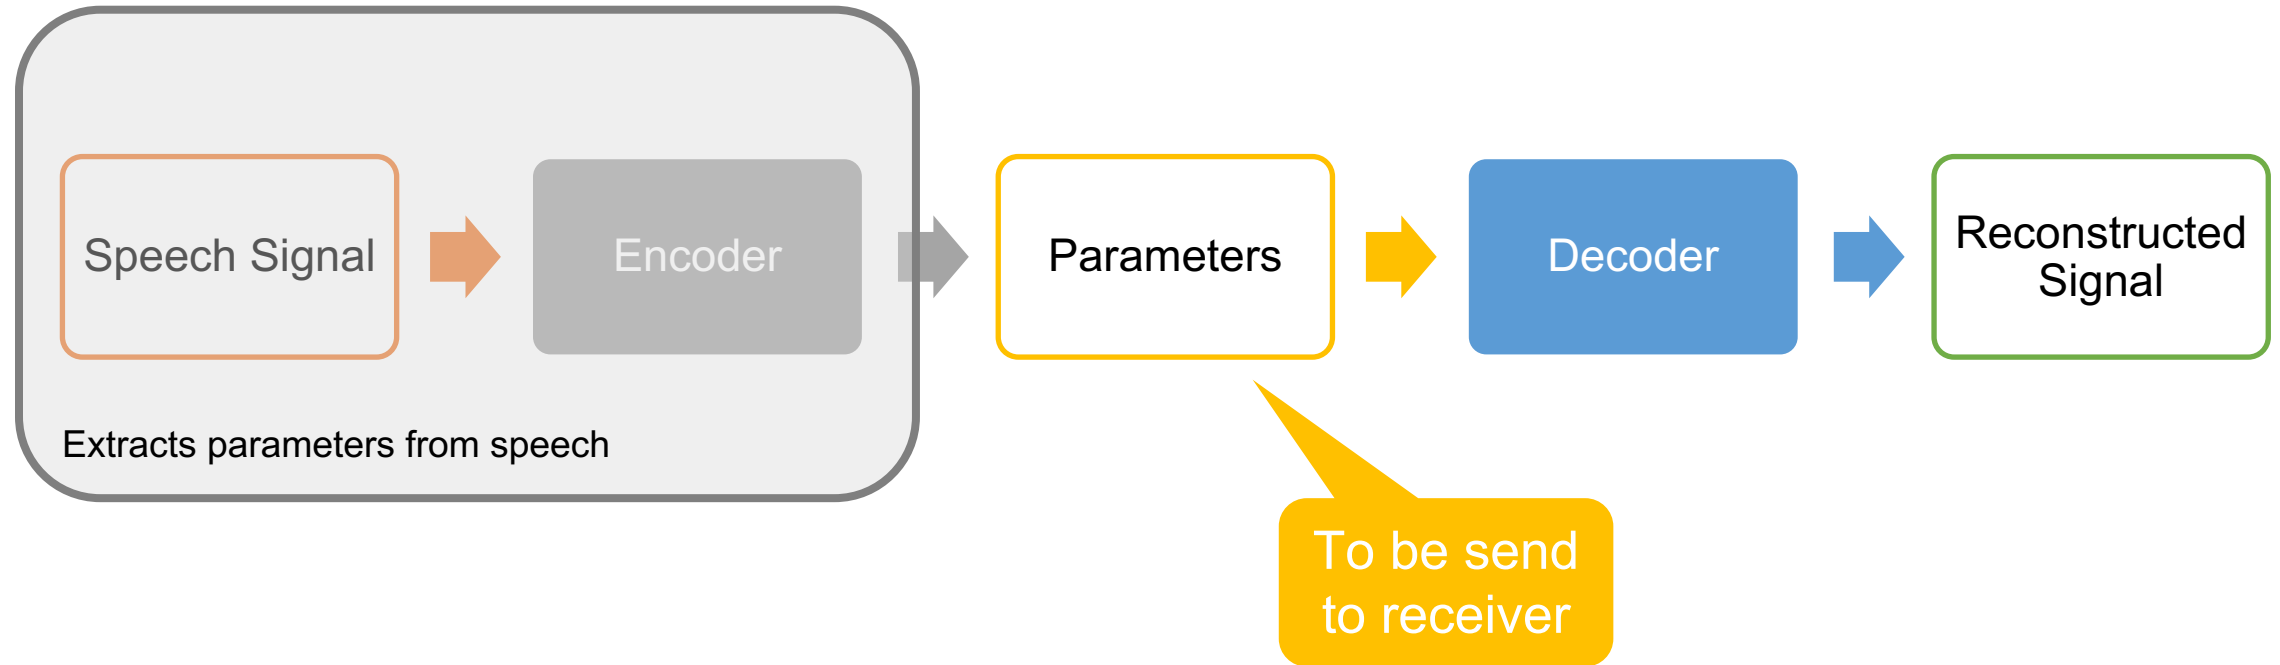 Speech Signal
Encoder
Parameters
Decoder
Reconstructed
Signal
Extracts parameters from speech
To be send
to receiver